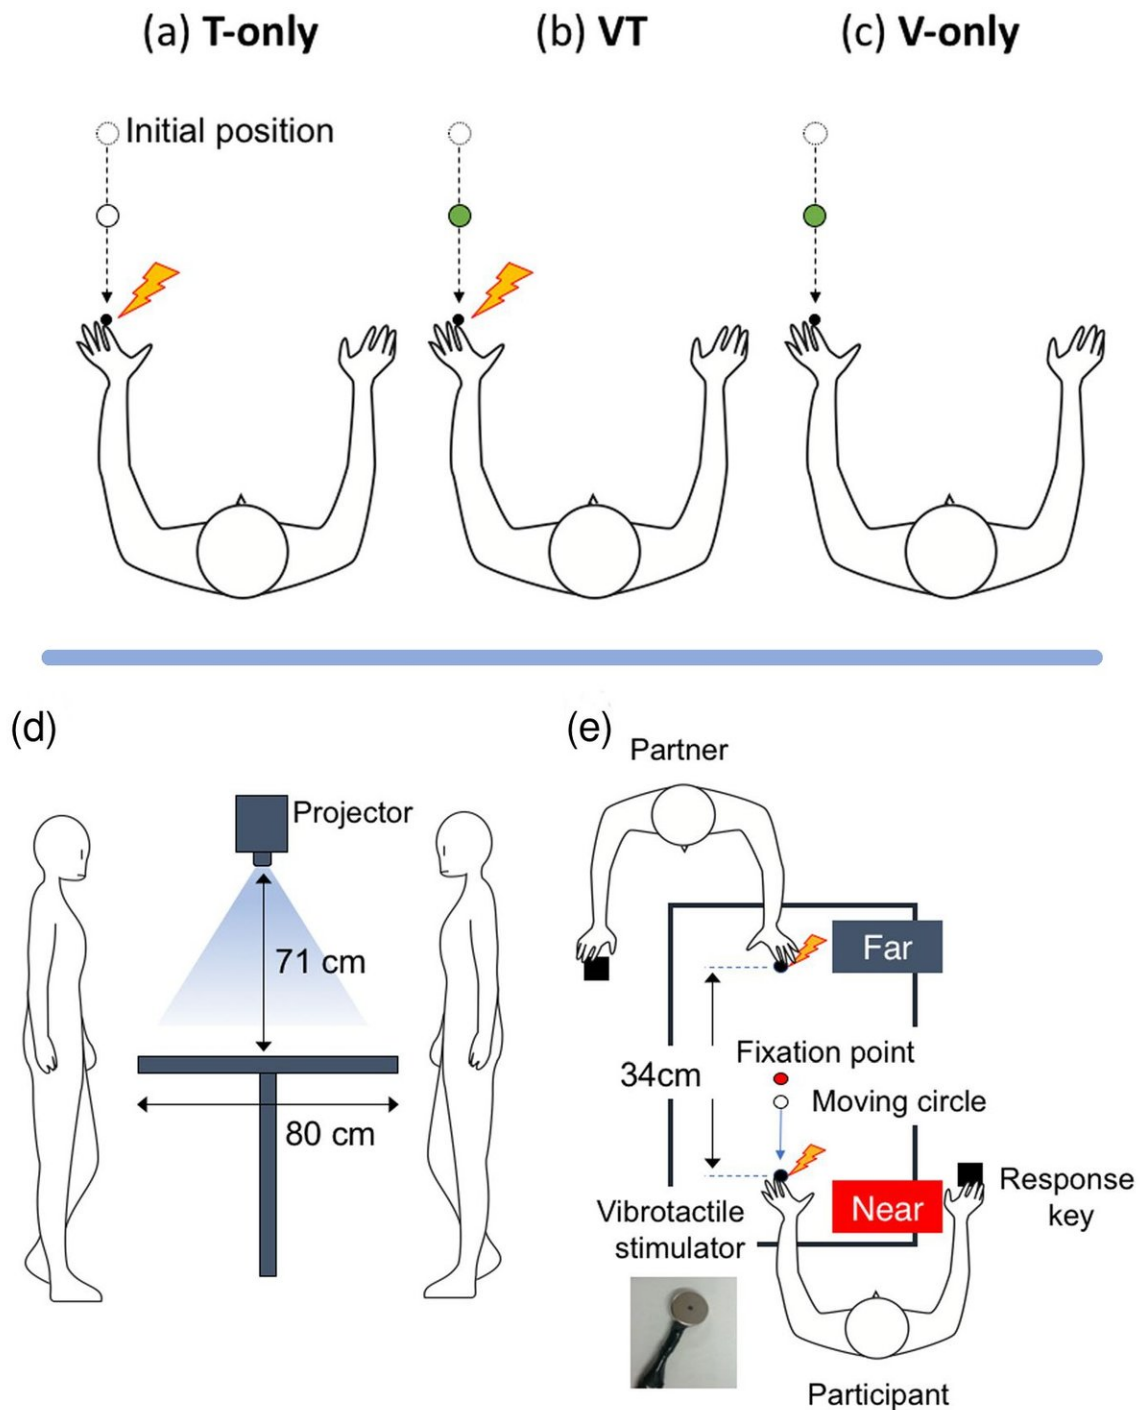 (a) T-only
(b) VT
(c) V-only
Initial position
(d)
Projector
71 cm
80 cm
(e)
Partner
Far
Fixation point
34cm
Moving circle
Near
Response
key
Vibrotactile
stimulator
Participant